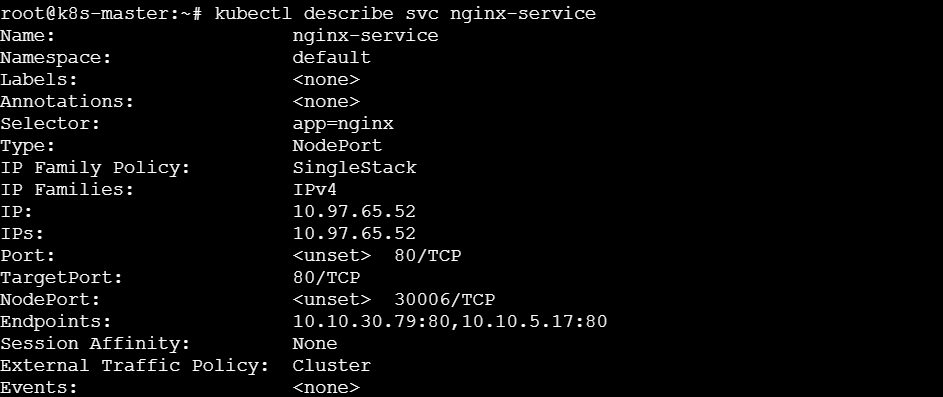 root@k8s-master:~# kubectl describe svc nginx-service
Name:                     nginx-service
Namespace:                default
Labels:                   <none>
Annotations:              <none>
Selector:                 app=nginx
Type:                     NodePort
IP Family Policy:         SingleStack
IP Families:              IPv4
IP:                       10.97.65.52
IPs:                      10.97.65.52
Port:                     <unset>  80/TCP
TargetPort:               80/TCP
NodePort:                 <unset>  30006/TCP
Endpoints:                10.10.30.79:80,10.10.5.17:80
Session Affinity:         None
External Traffic Policy:  Cluster
Events:                   <none>